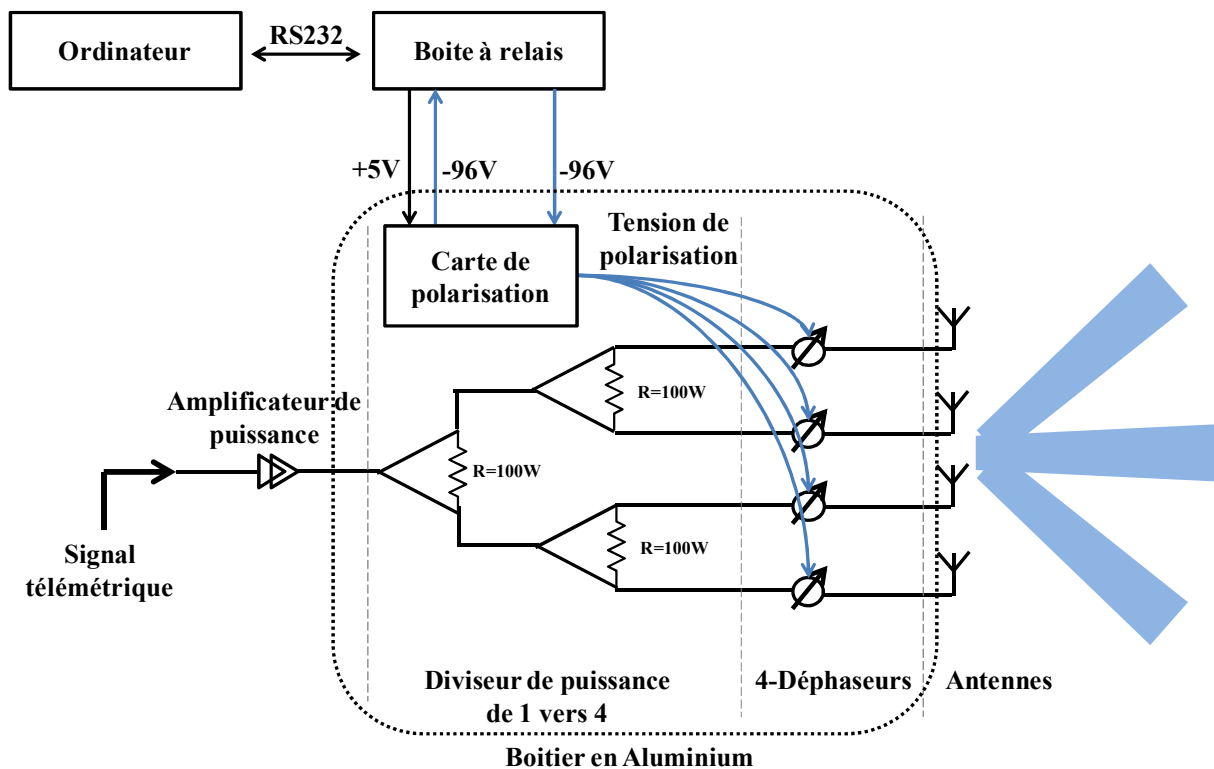 Ordinateur
RS232
Boite à relais
+5V
-96V
-96V
Tension de
polarisation
Carte de
polarisation
R=100W
Amplificateur de
puissance
R=100W
R=100W
Signal
télémétrique
Diviseur de puissance
de 1 vers 4
4-Déphaseurs
Antennes
Boitier en Aluminium